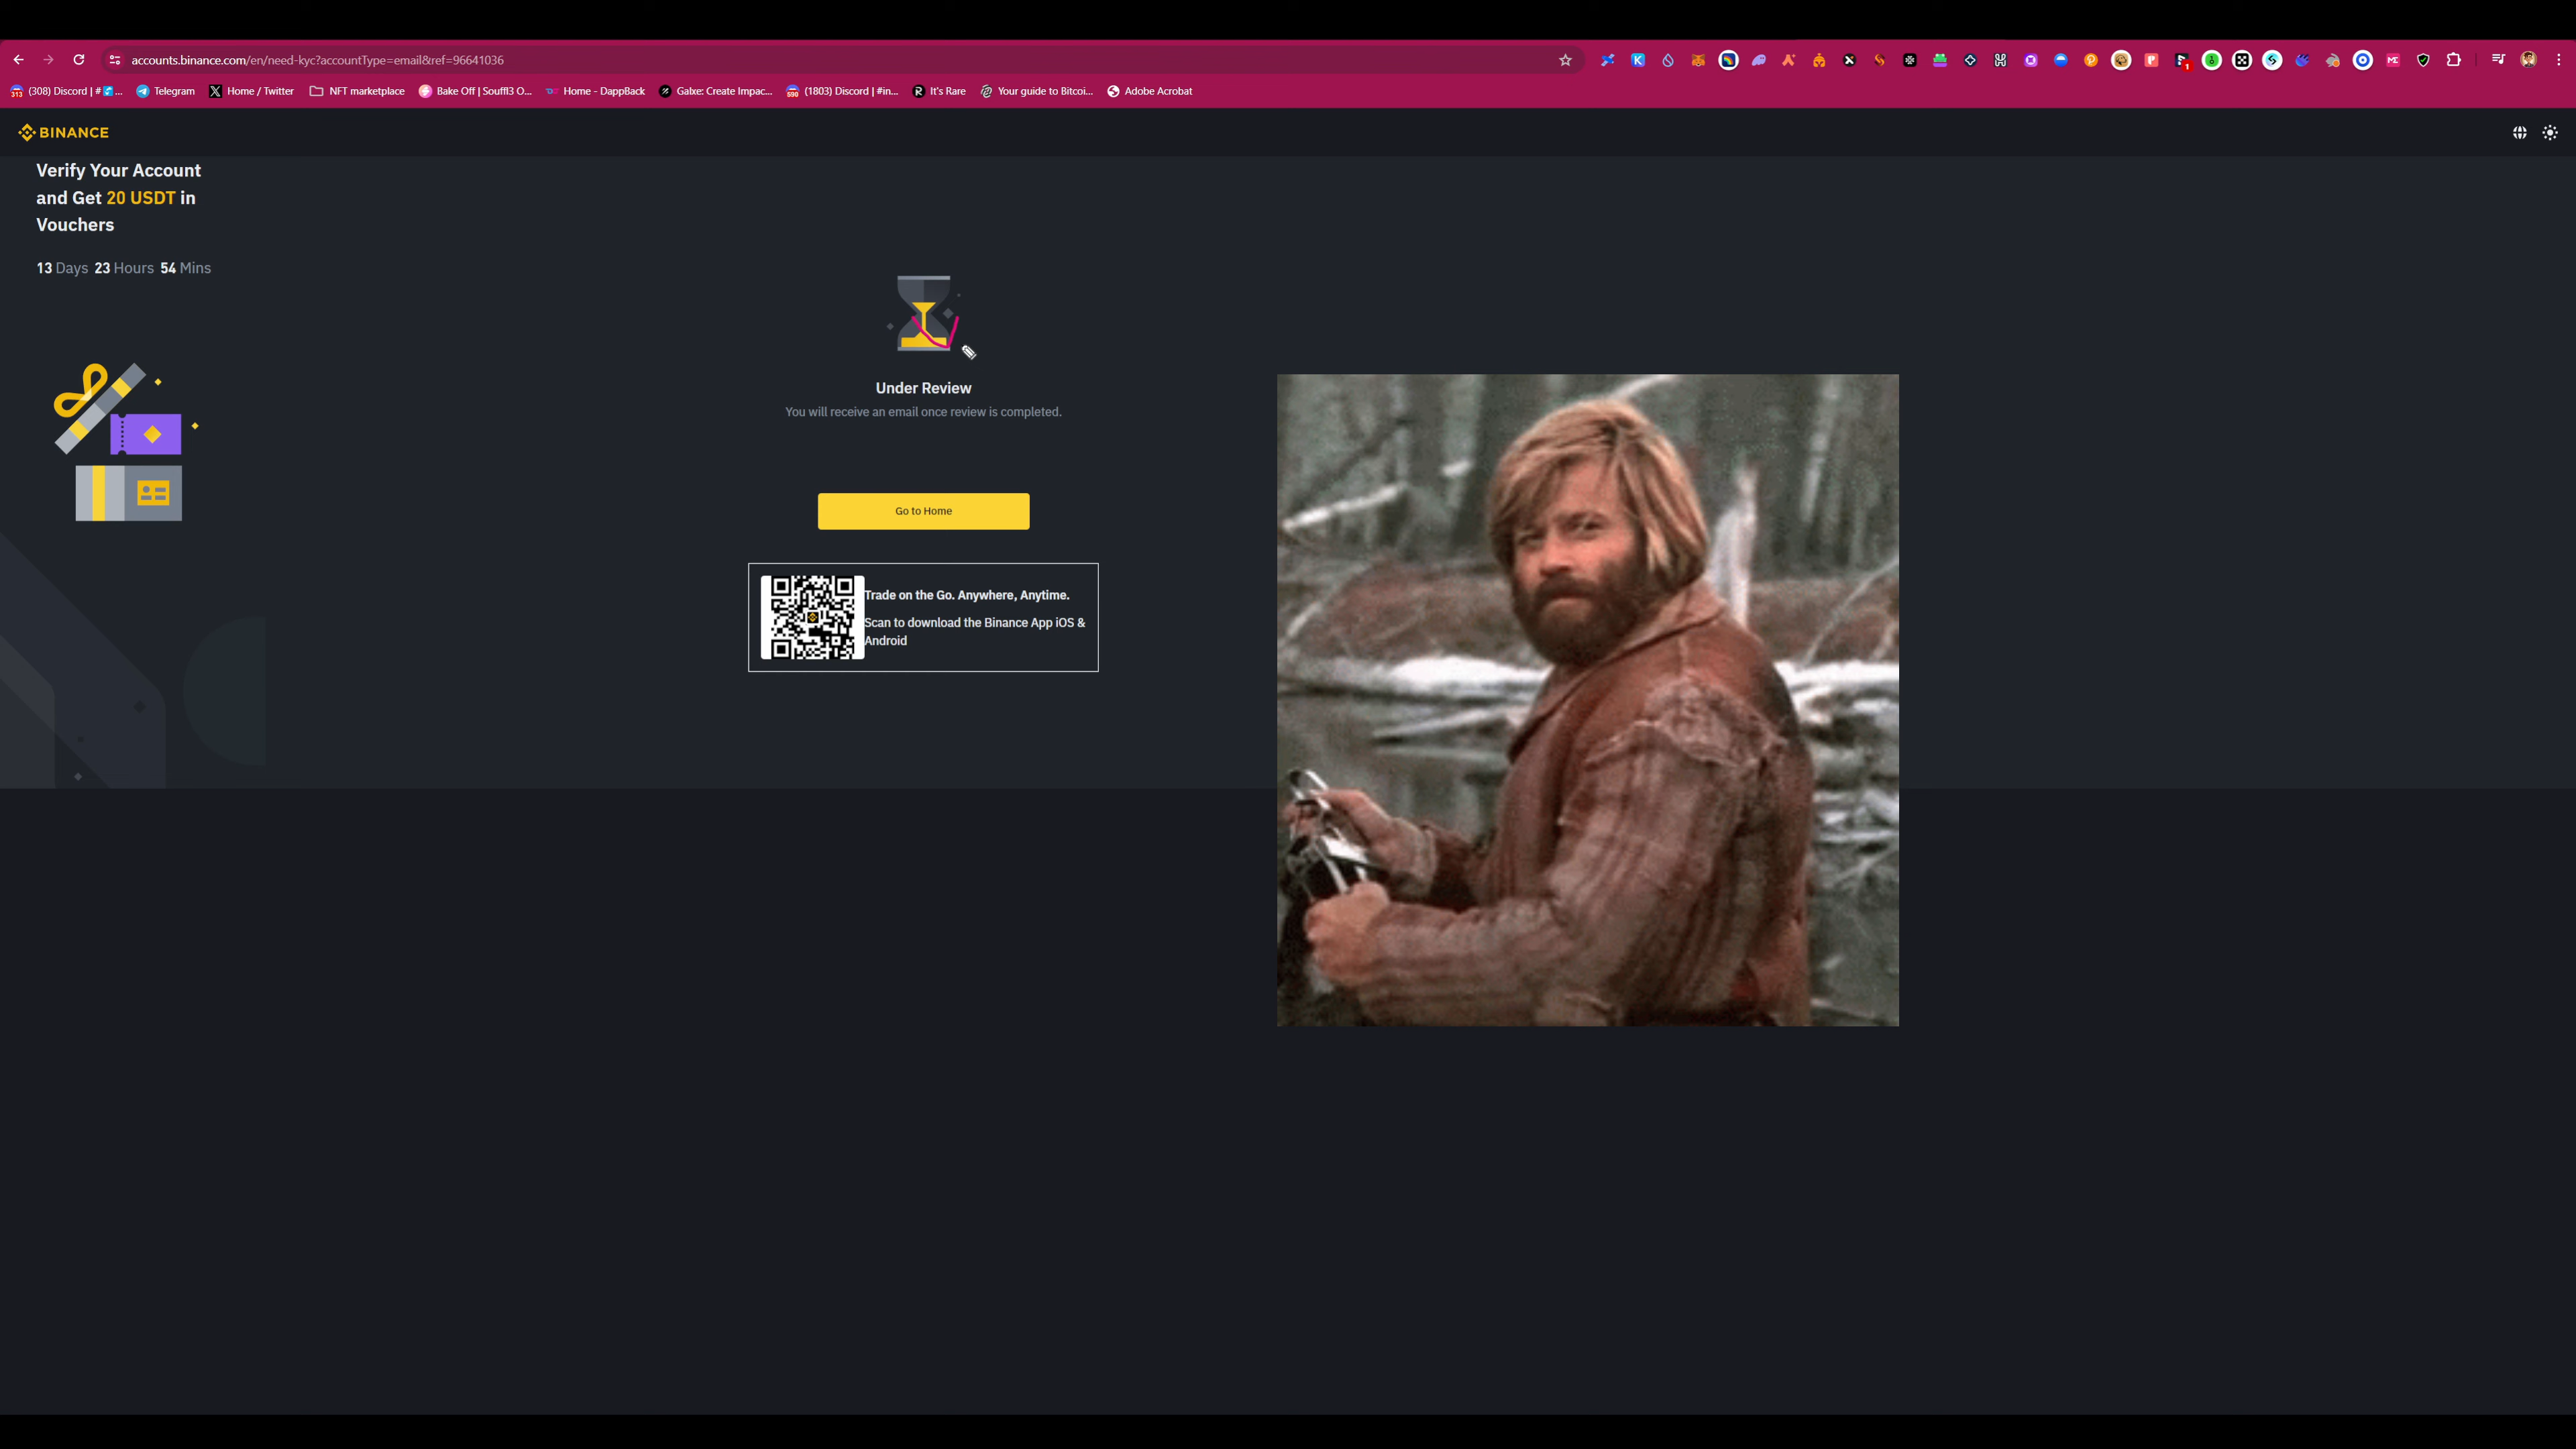 accounts.binance.com/en/need-kyc?accountType=email&ref=96641036
(308) Discord | #... Telegram Home / Twitter NFT marketplace Bake Off | Souffl3 O... Home - DappBack Galxe: Create Impac... (1803) Discord | #in... It's Rare Your guide to Bitcoi... Adobe Acrobat
BINANCE
Verify Your Account
and Get 20 USDT in
Vouchers
13 Days 23 Hours 54 Mins
Under Review
You will receive an email once review is completed.
Go to Home
Trade on the Go. Anywhere, Anytime.
Scan to download the Binance App iOS &
Android